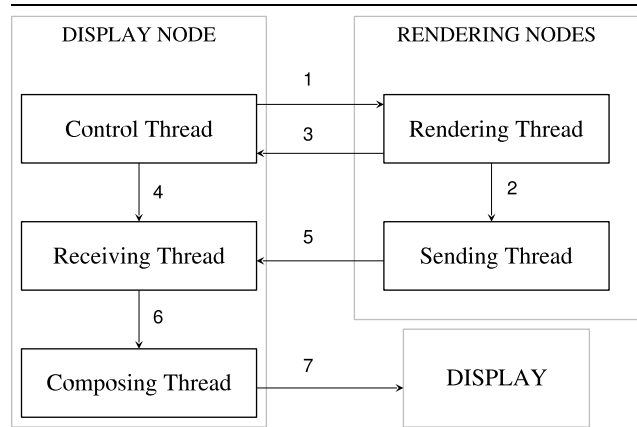 DISPLAY NODE
RENDERING NODES
1
Control Thread
Rendering Thread
3
4
2
Receiving Thread
5
Sending Thread
6
Composing Thread
7
DISPLAY